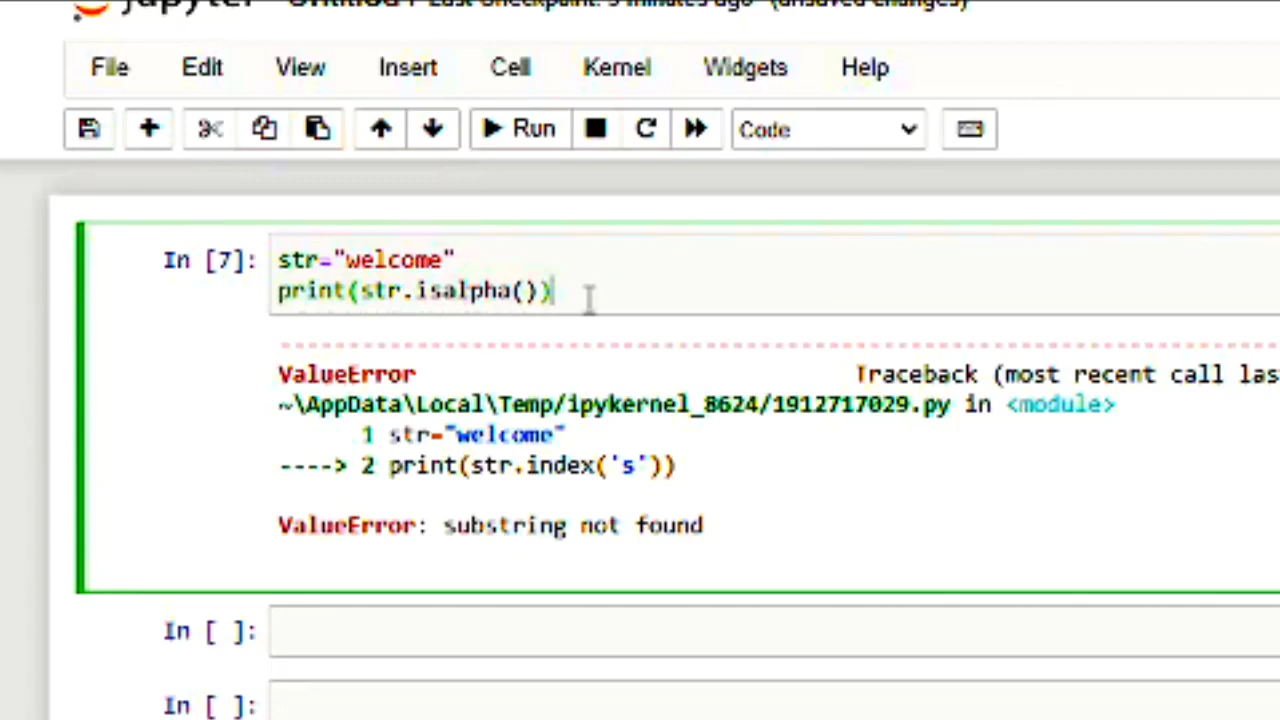 File Edit View Insert Cell Kernel Widgets Help
Run Code
In [7]: str="welcome"
print(str.isalpha())
ValueError Traceback (most recent call las
~\AppData\Local\Temp/ipykernel_8624/1912717029.py in <module>
1 str="welcome"
----> 2 print(str.index('s'))
ValueError: substring not found
In [ ]:
In [ ]: